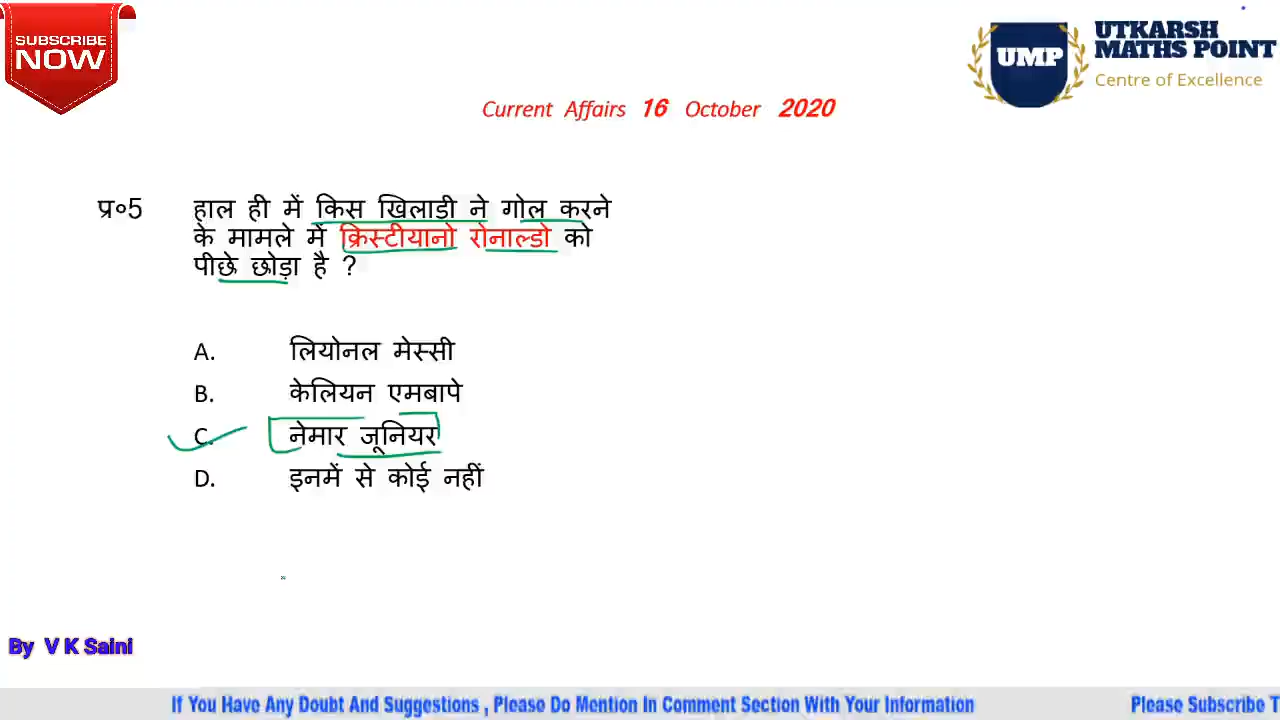 SUBSCRIBE
NOW
UMP
UTKARSH
MATHS POINT
Centre of Excellence
Current Affairs 16 October 2020
प्र०5 हाल ही में किस खिलाडी ने गोल करने
के मामले में क्रिस्टीयानो रोनाल्डो को
पीछे छोड़ा है ?
A. लियोनल मेस्सी
B. केलियन एमबापे
C. नेमार जूनियर
D. इनमें से कोई नहीं
By V K Saini
If You Have Any Doubt And Suggestions , Please Do Mention In Comment Section With Your Information Please Subscribe T